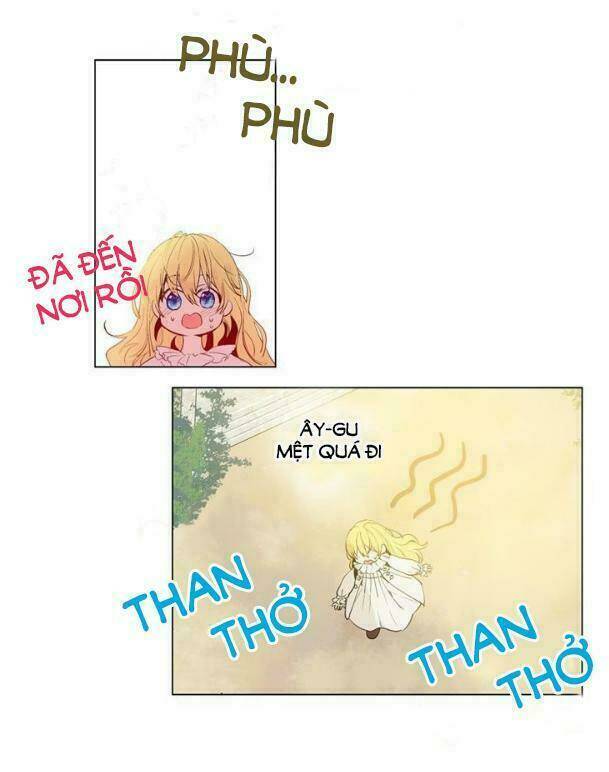 PHÙ...
PHÙ
ĐÃ ĐẾN
NƠI RỒI
ÂY-GU
MỆT QUÁ ĐI
THAN
THỞ
THAN
THỞ